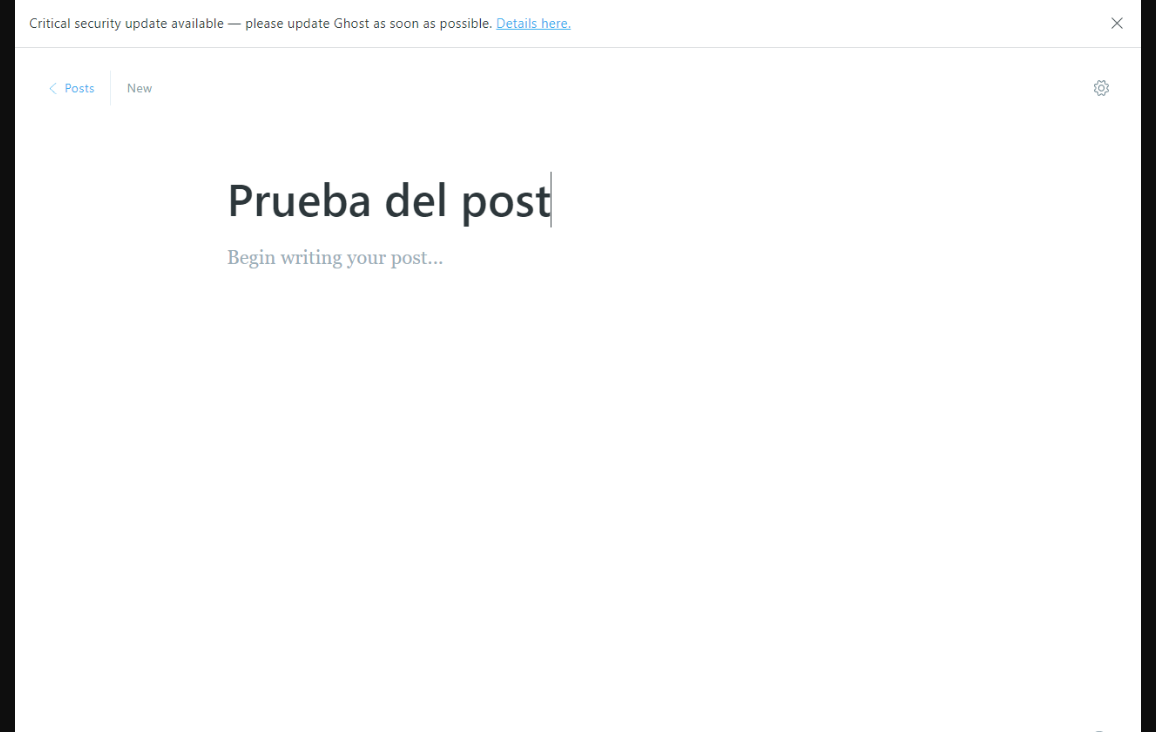 Critical security update available — please update Ghost as soon as possible. Details here.
Posts
New
Prueba del post
Begin writing your post...